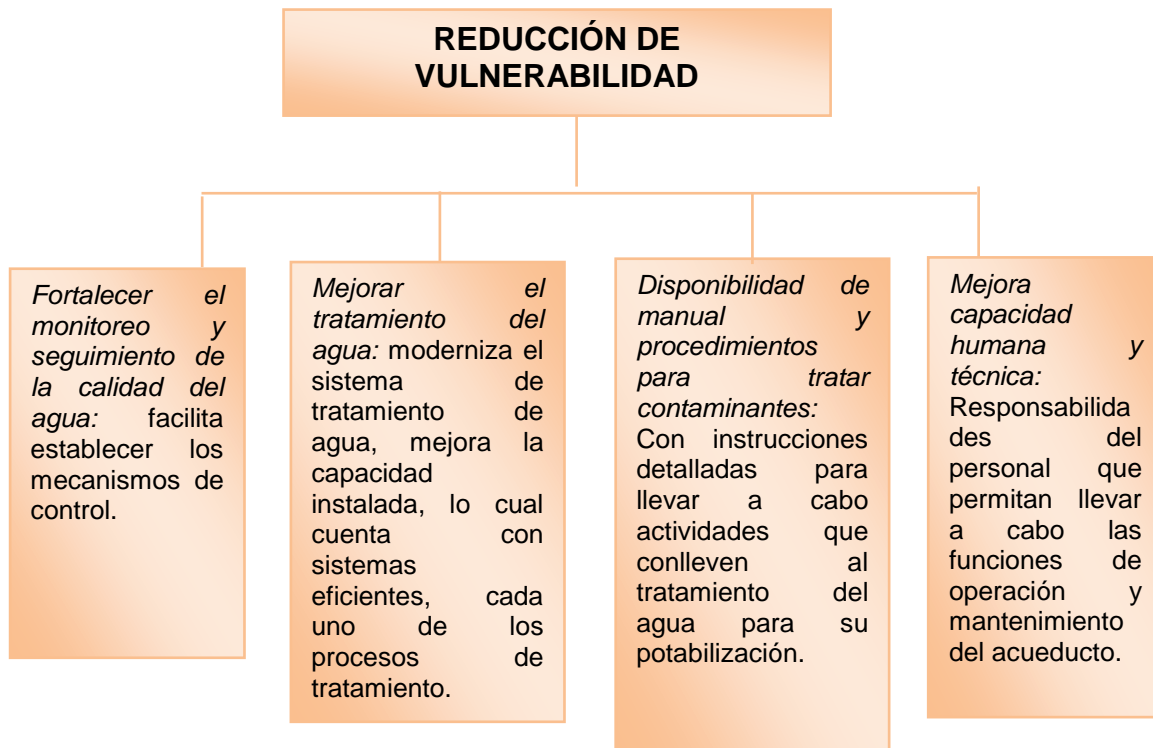 REDUCCIÓN DE
VULNERABILIDAD
Fortalecer el
monitoreo y
seguimiento de
la calidad del
agua: facilita
establecer los
mecanismos de
control.
Mejorar el
tratamiento del
agua: moderniza el
sistema de
tratamiento de
agua, mejora la
capacidad
instalada, lo cual
cuenta con
sistemas
eficientes, cada
uno de los
procesos de
tratamiento.
Disponibilidad de
manual y
procedimientos
para tratar
contaminantes:
Con instrucciones
detalladas para
llevar a cabo
actividades que
conlleven al
tratamiento del
agua para su
potabilización.
Mejora
capacidad
humana y
técnica:
Responsabilida
des del
personal que
permitan llevar
a cabo las
funciones de
operación y
mantenimiento
del acueducto.